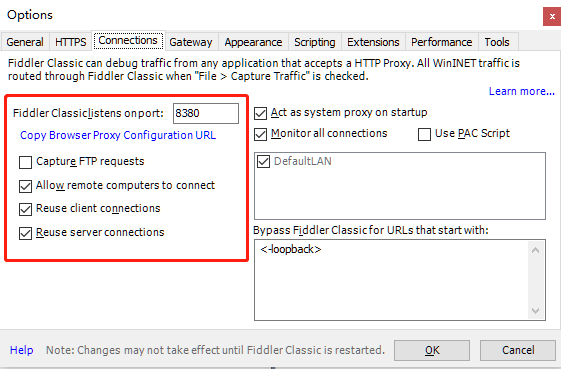 Options
General HTTPS Connections Gateway Appearance Scripting Extensions Performance Tools
Fiddler Classic can debug traffic from any application that accepts a HTTP Proxy. All WinINET traffic is
routed through Fiddler Classic when "File > Capture Traffic" is checked.
Learn more...
Fiddler Classic listens on port: 8380
Copy Browser Proxy Configuration URL
Capture FTP requests
Allow remote computers to connect
Reuse client connections
Reuse server connections
Act as system proxy on startup
Monitor all connections Use PAC Script
DefaultLAN
Bypass Fiddler Classic for URLs that start with:
<-loopback>
Help Note: Changes may not take effect until Fiddler Classic is restarted. OK Cancel